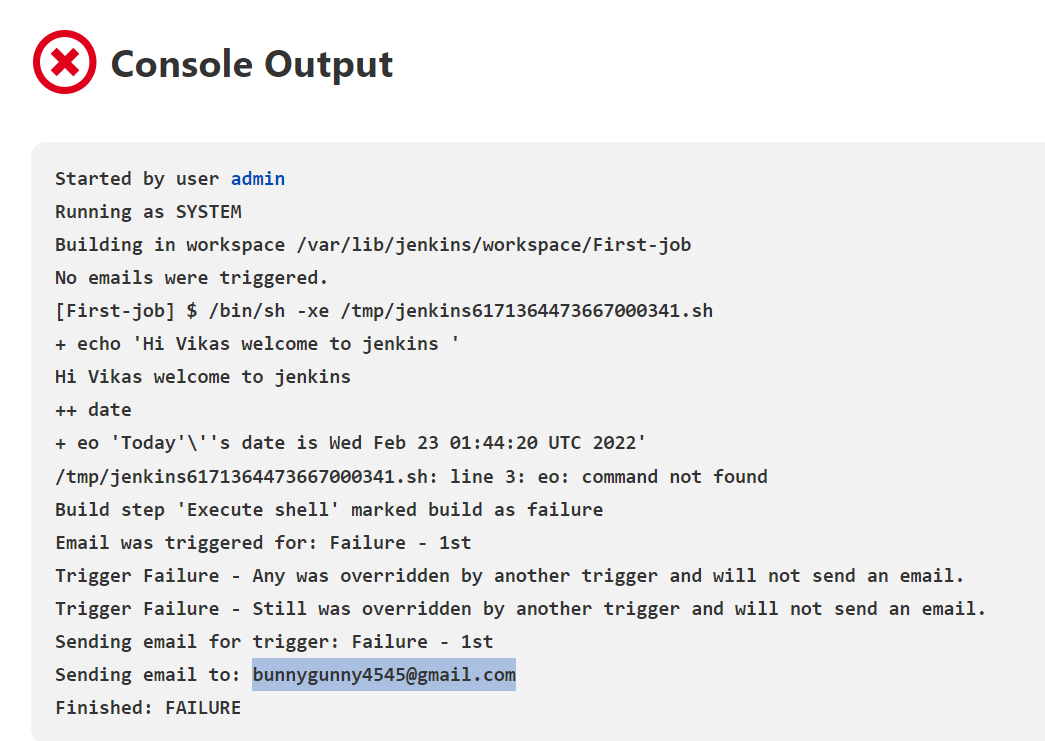 Console Output
Started by user admin
Running as SYSTEM
Building in workspace /var/lib/jenkins/workspace/First-job
No emails were triggered.
[First-job] $ /bin/sh -xe /tmp/jenkins6171364473667000341.sh
+ echo 'Hi Vikas welcome to jenkins '
Hi Vikas welcome to jenkins
++ date
+ eo 'Today'\''s date is Wed Feb 23 01:44:20 UTC 2022'
/tmp/jenkins6171364473667000341.sh: line 3: eo: command not found
Build step 'Execute shell' marked build as failure
Email was triggered for: Failure - 1st
Trigger Failure - Any was overridden by another trigger and will not send an email.
Trigger Failure - Still was overridden by another trigger and will not send an email.
Sending email for trigger: Failure - 1st
Sending email to: bunnygunny4545@gmail.com
Finished: FAILURE